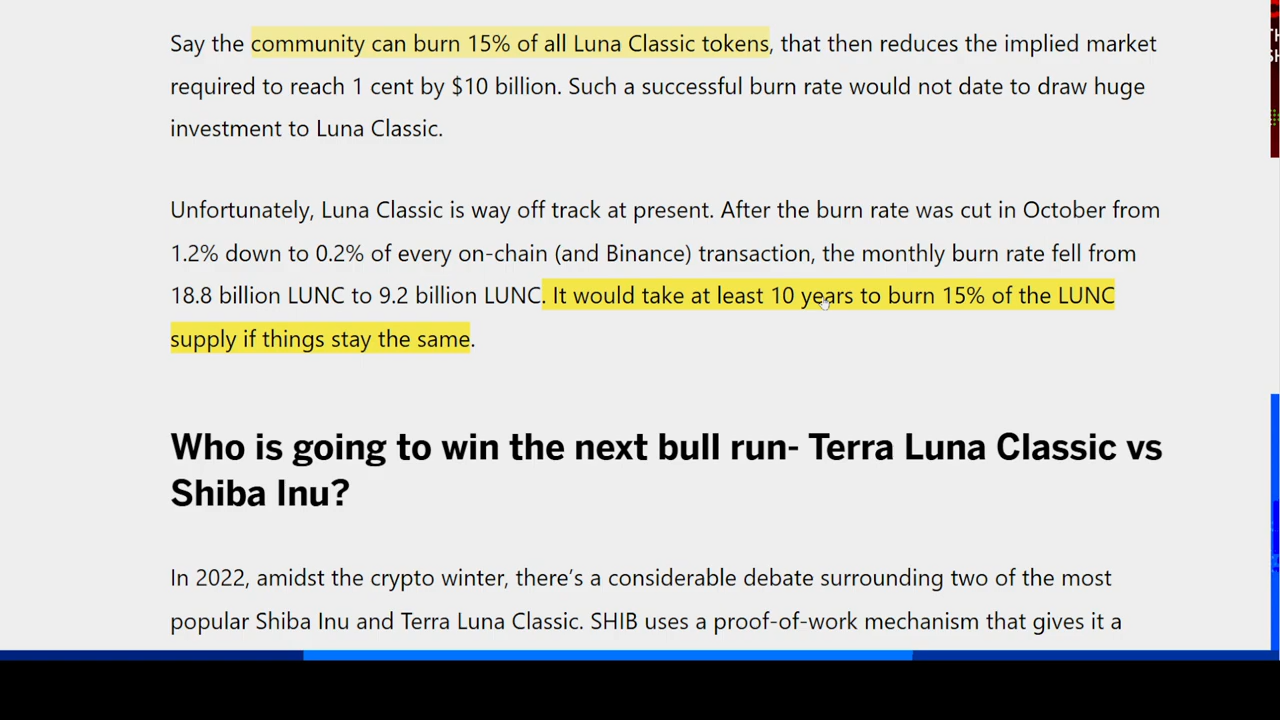 Say the community can burn 15% of all Luna Classic tokens, that then reduces the implied market
required to reach 1 cent by $10 billion. Such a successful burn rate would not date to draw huge
investment to Luna Classic.
Unfortunately, Luna Classic is way off track at present. After the burn rate was cut in October from
1.2% down to 0.2% of every on-chain (and Binance) transaction, the monthly burn rate fell from
18.8 billion LUNC to 9.2 billion LUNC. It would take at least 10 years to burn 15% of the LUNC
supply if things stay the same.
Who is going to win the next bull run- Terra Luna Classic vs
Shiba Inu?
In 2022, amidst the crypto winter, there’s a considerable debate surrounding two of the most
popular Shiba Inu and Terra Luna Classic. SHIB uses a proof-of-work mechanism that gives it a